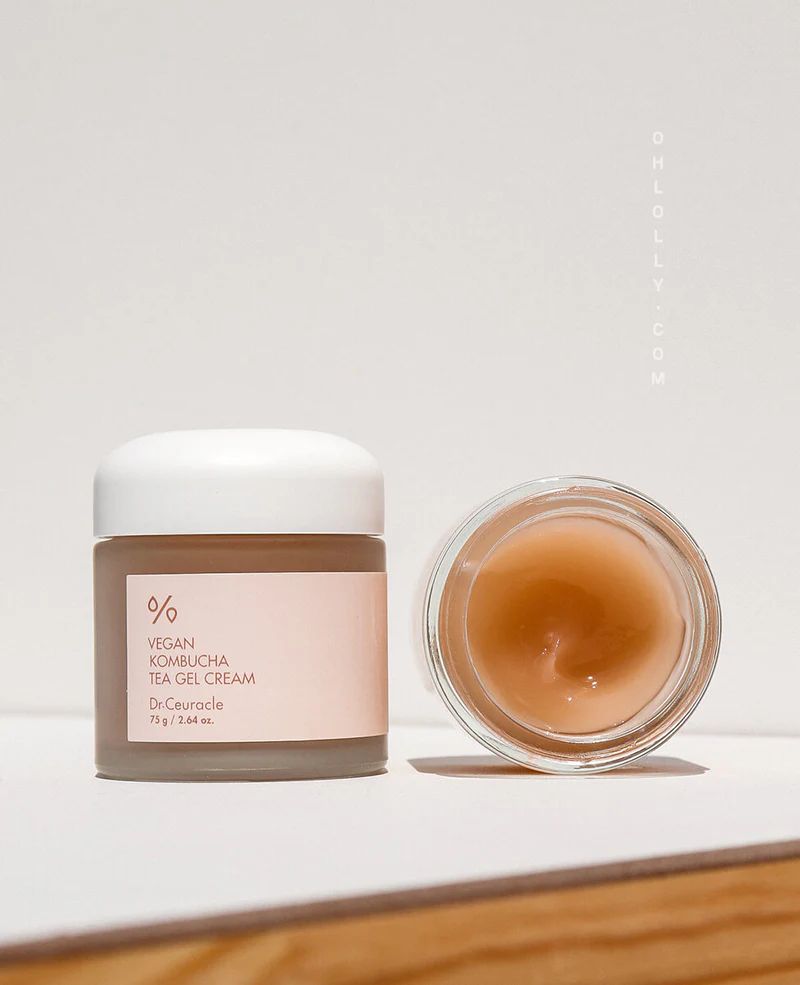 OHLOLLY.COM
%
VEGAN
KOMBUCHA
TEA GEL CREAM
Dr.Ceuracle
75 g / 2.64 oz.